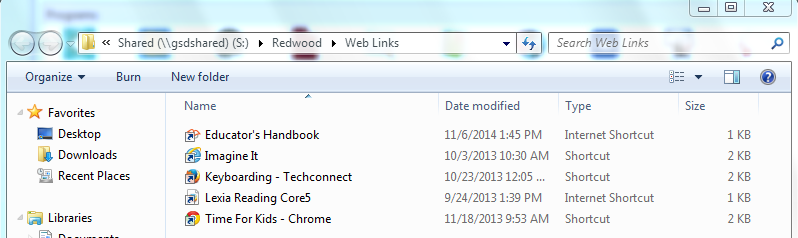 Programs
« Shared (\\gsdshared) (S:) Redwood Web Links Search Web Links
Organize Burn New folder
Name Date modified Type Size
Favorites
Desktop Educator's Handbook 11/6/2014 1:45 PM Internet Shortcut 1 KB
Downloads Imagine It 10/3/2013 10:30 AM Shortcut 2 KB
Recent Places Keyboarding - Techconnect 10/23/2013 12:05 ... Shortcut 2 KB
Lexia Reading Core5 9/24/2013 1:39 PM Internet Shortcut 1 KB
Libraries Time For Kids - Chrome 11/18/2013 9:53 AM Shortcut 2 KB
Documents